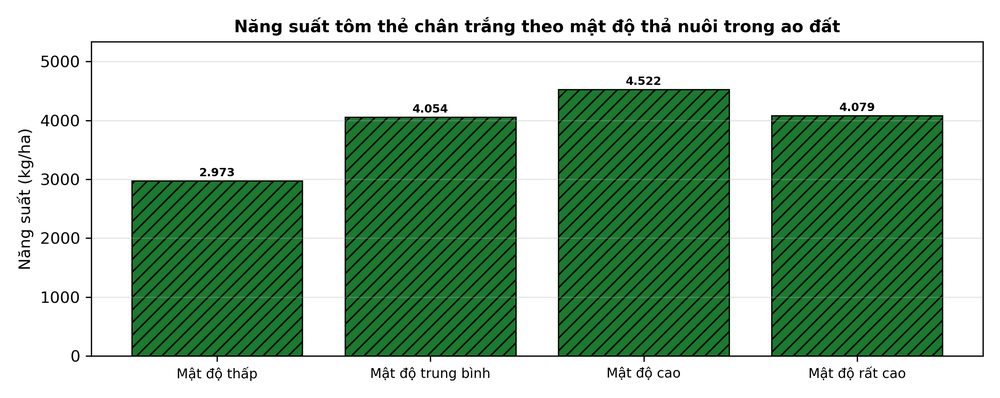 Năng suất tôm thẻ chân trắng theo mật độ thả nuôi trong ao đất
Năng suất (kg/ha)
5000
4000
3000
2000
1000
0
2.973
4.054
4.522
4.079
Mật độ thấp
Mật độ trung bình
Mật độ cao
Mật độ rất cao